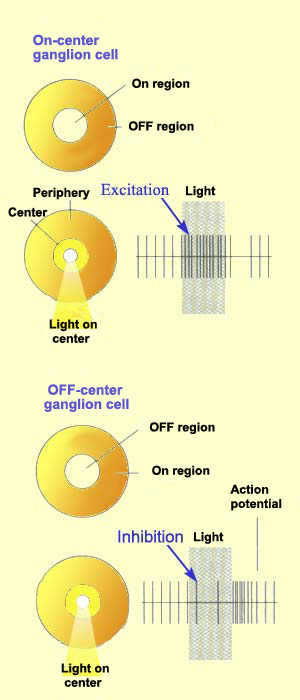 On-center
ganglion cell
On region
OFF region
Periphery
Excitation
Light
Center
Light on
center
OFF-center
ganglion cell
OFF region
On region
Action
potential
Inhibition
Light
Light on
center